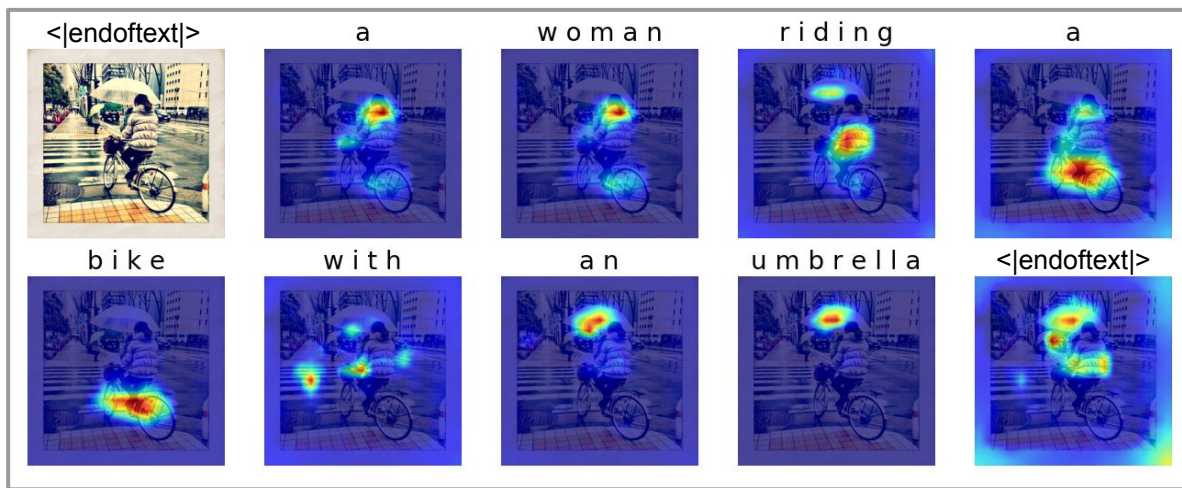 <|endoftext|> a woman riding a
bike with an umbrella <|endoftext|>